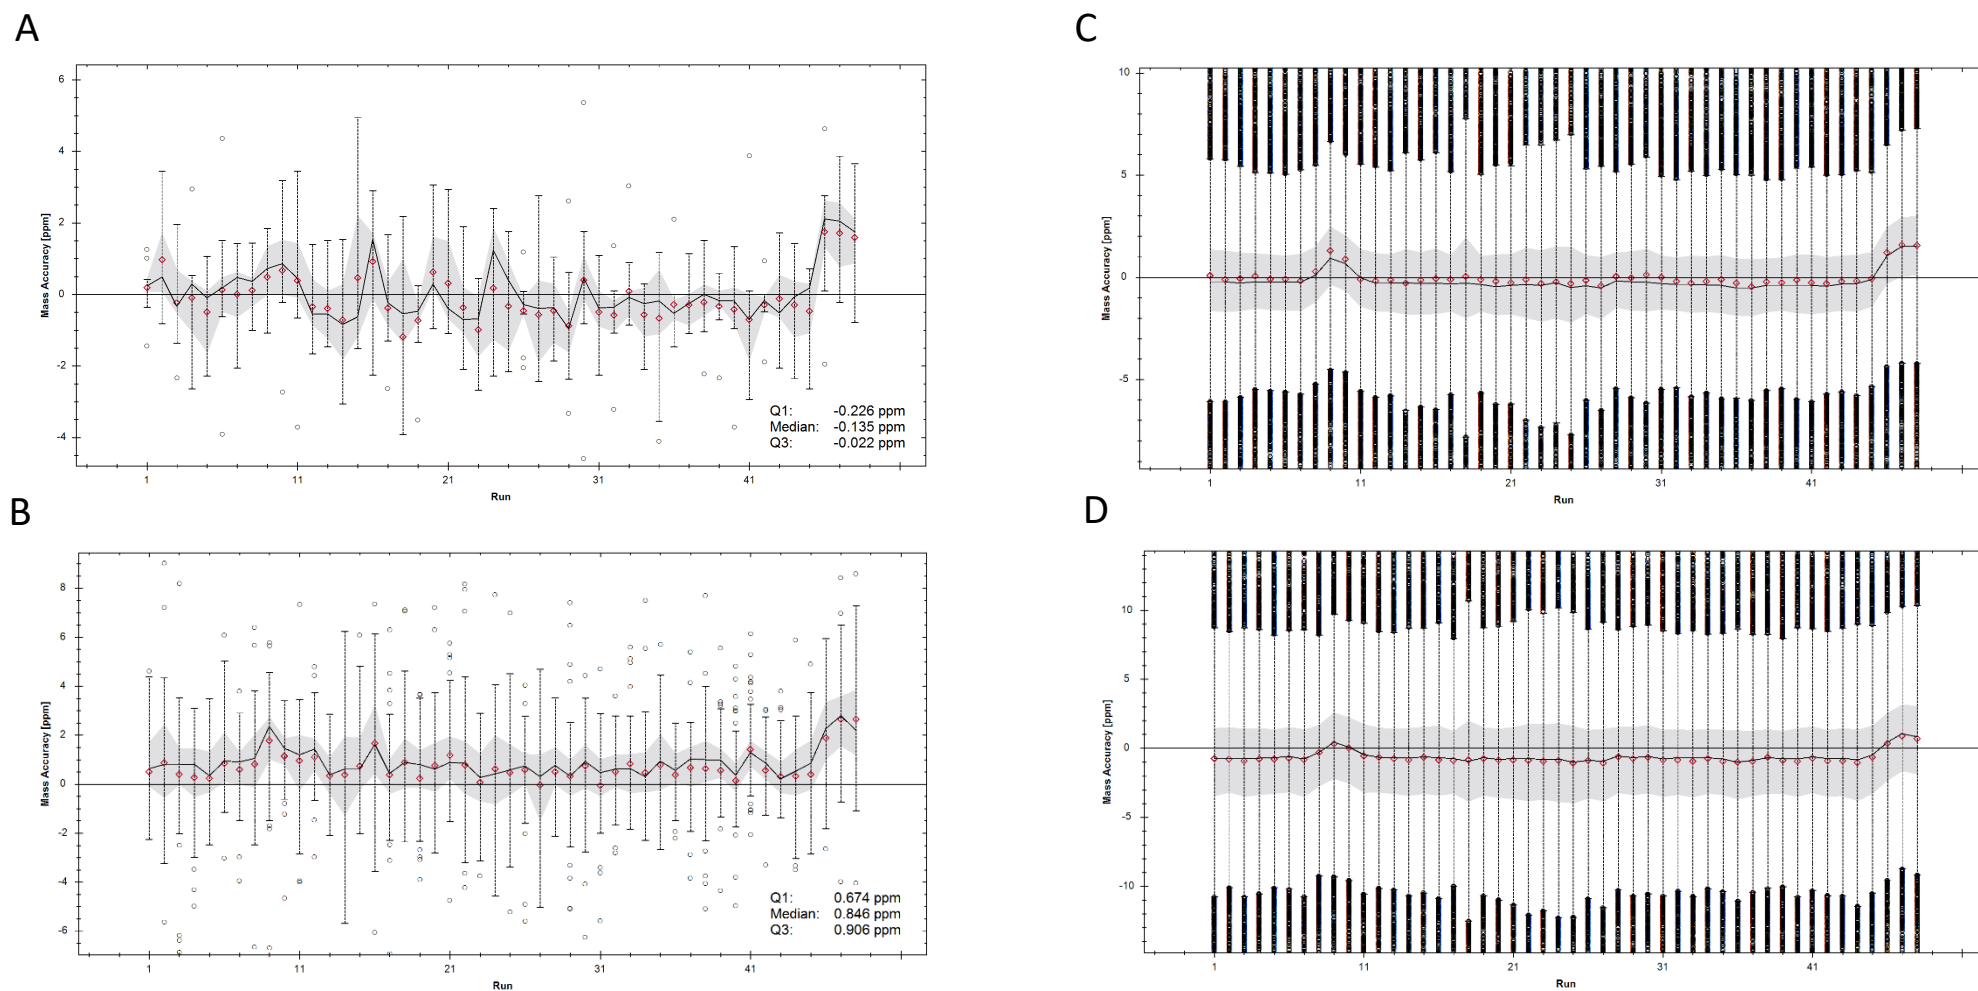 A
Mass Accuracy [ppm]
6
4
2
0
-2
-4
Q1: -0.226 ppm
Median: -0.135 ppm
Q3: -0.022 ppm
1 11 21 31 41
Run
B
Mass Accuracy [ppm]
8
6
4
2
0
-2
-4
-6
Q1: 0.674 ppm
Median: 0.846 ppm
Q3: 0.906 ppm
1 11 21 31 41
Run
C
Mass Accuracy [ppm]
10
5
0
-5
1 11 21 31 41
Run
D
Mass Accuracy [ppm]
10
5
0
-5
-10
1 11 21 31 41
Run